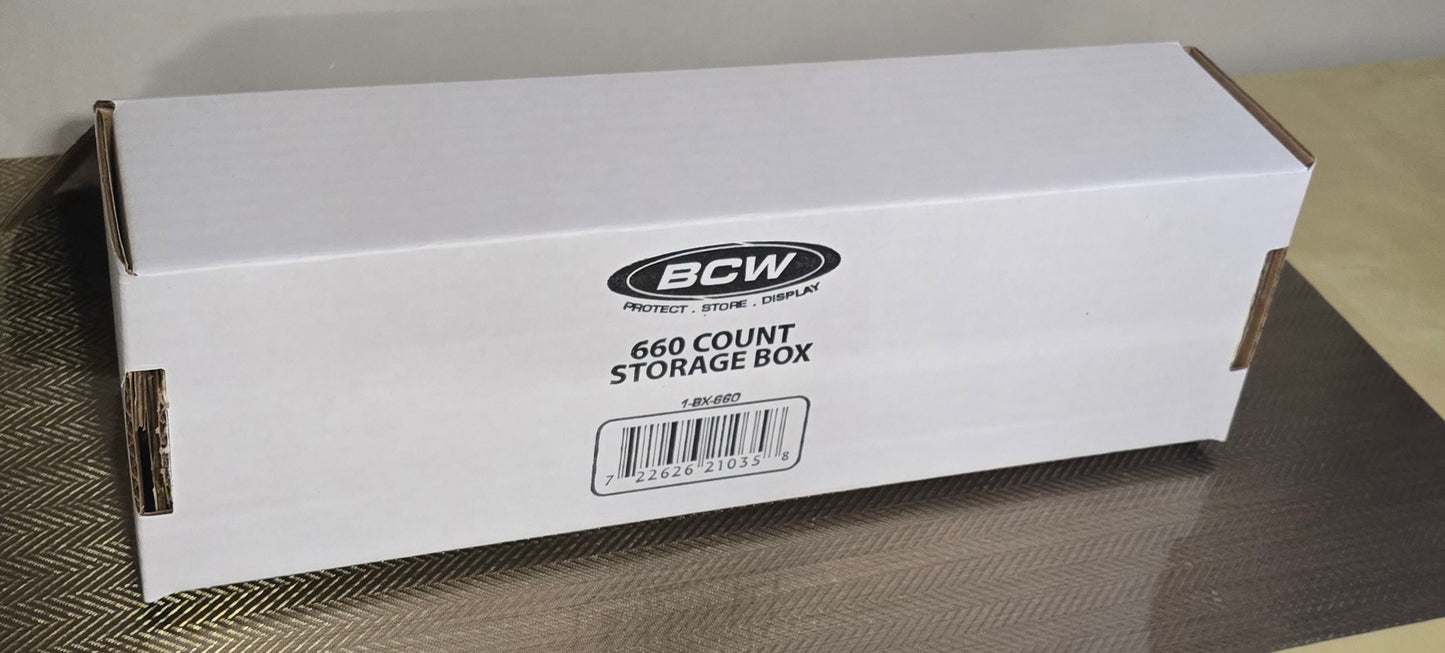 BCW
PROTECT . STORE . DISPLAY
660 COUNT
STORAGE BOX
1-BX-660
7 22626 21035 8